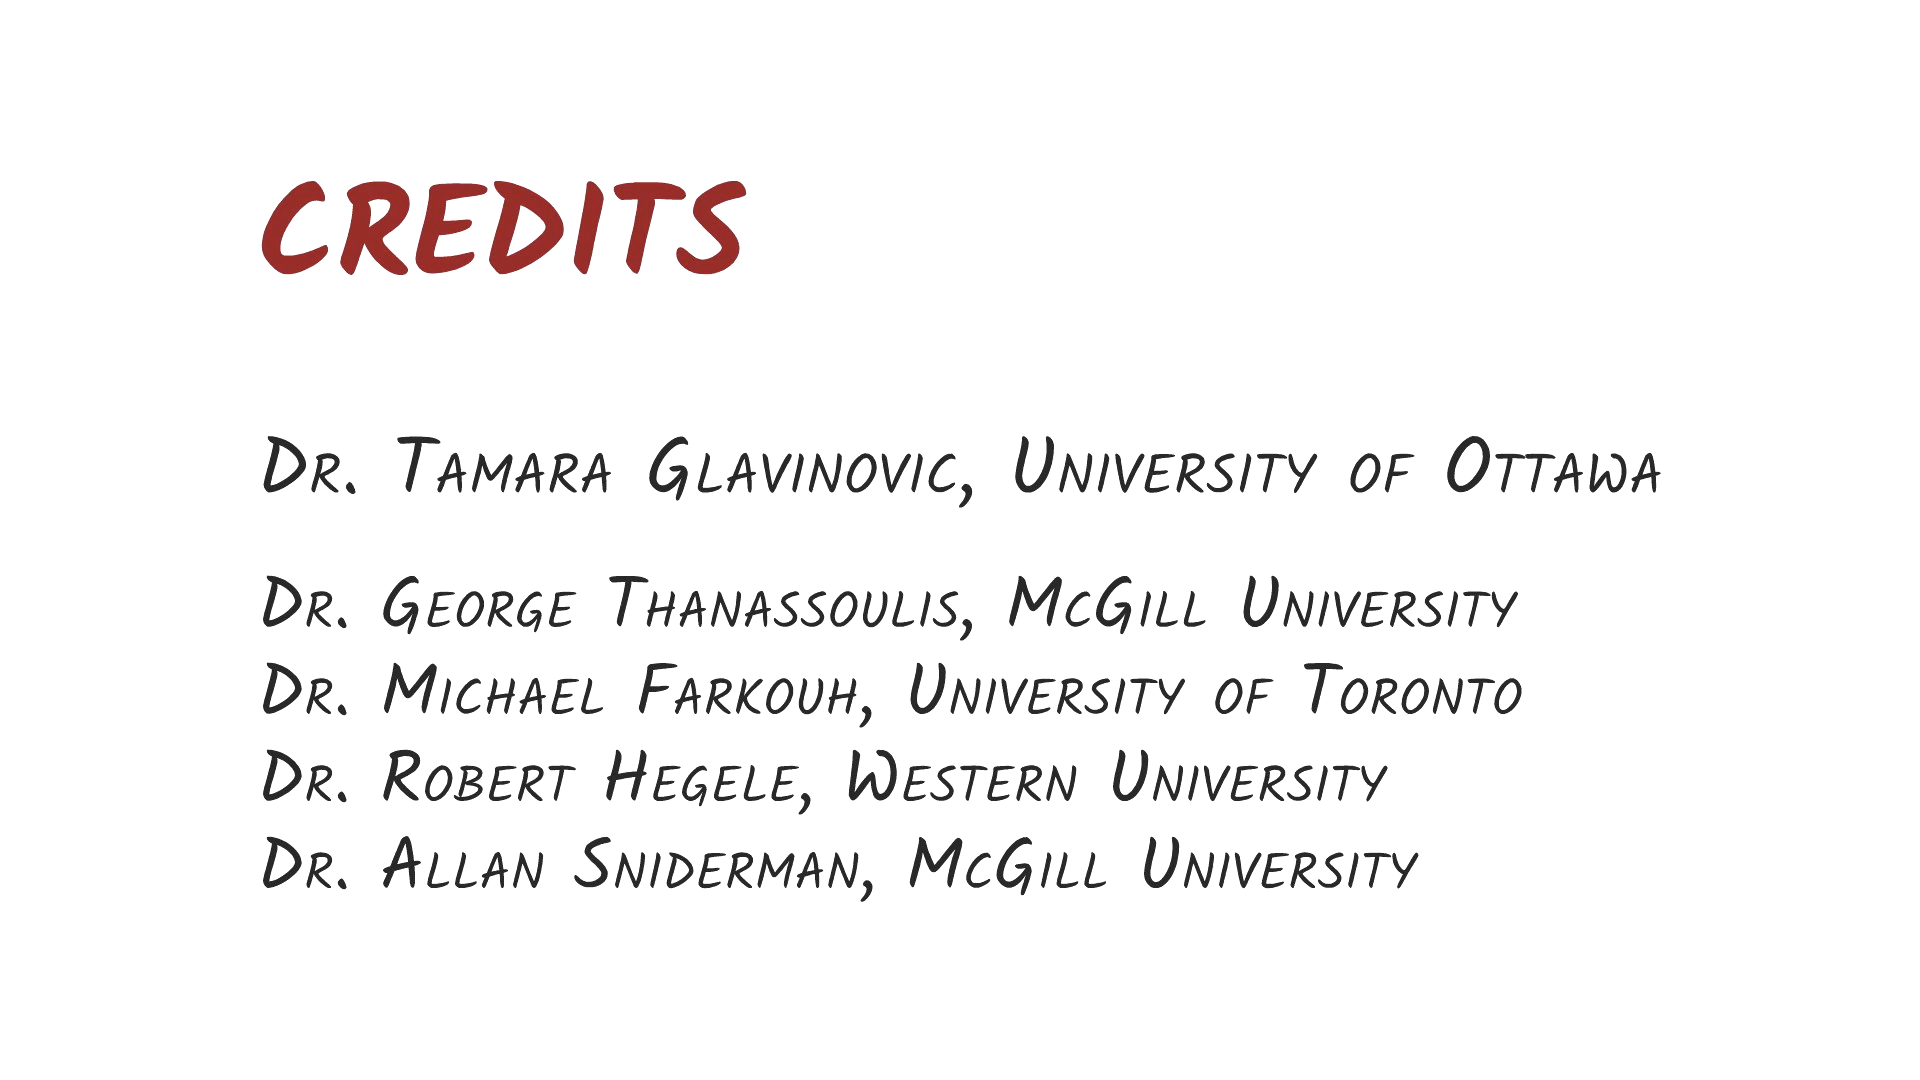 CREDITS
Dr. Tamara Glavinovic, University of Ottawa
Dr. George Thanassoulis, McGill University
Dr. Michael Farkouh, University of Toronto
Dr. Robert Hegele, Western University
Dr. Allan Sniderman, McGill University